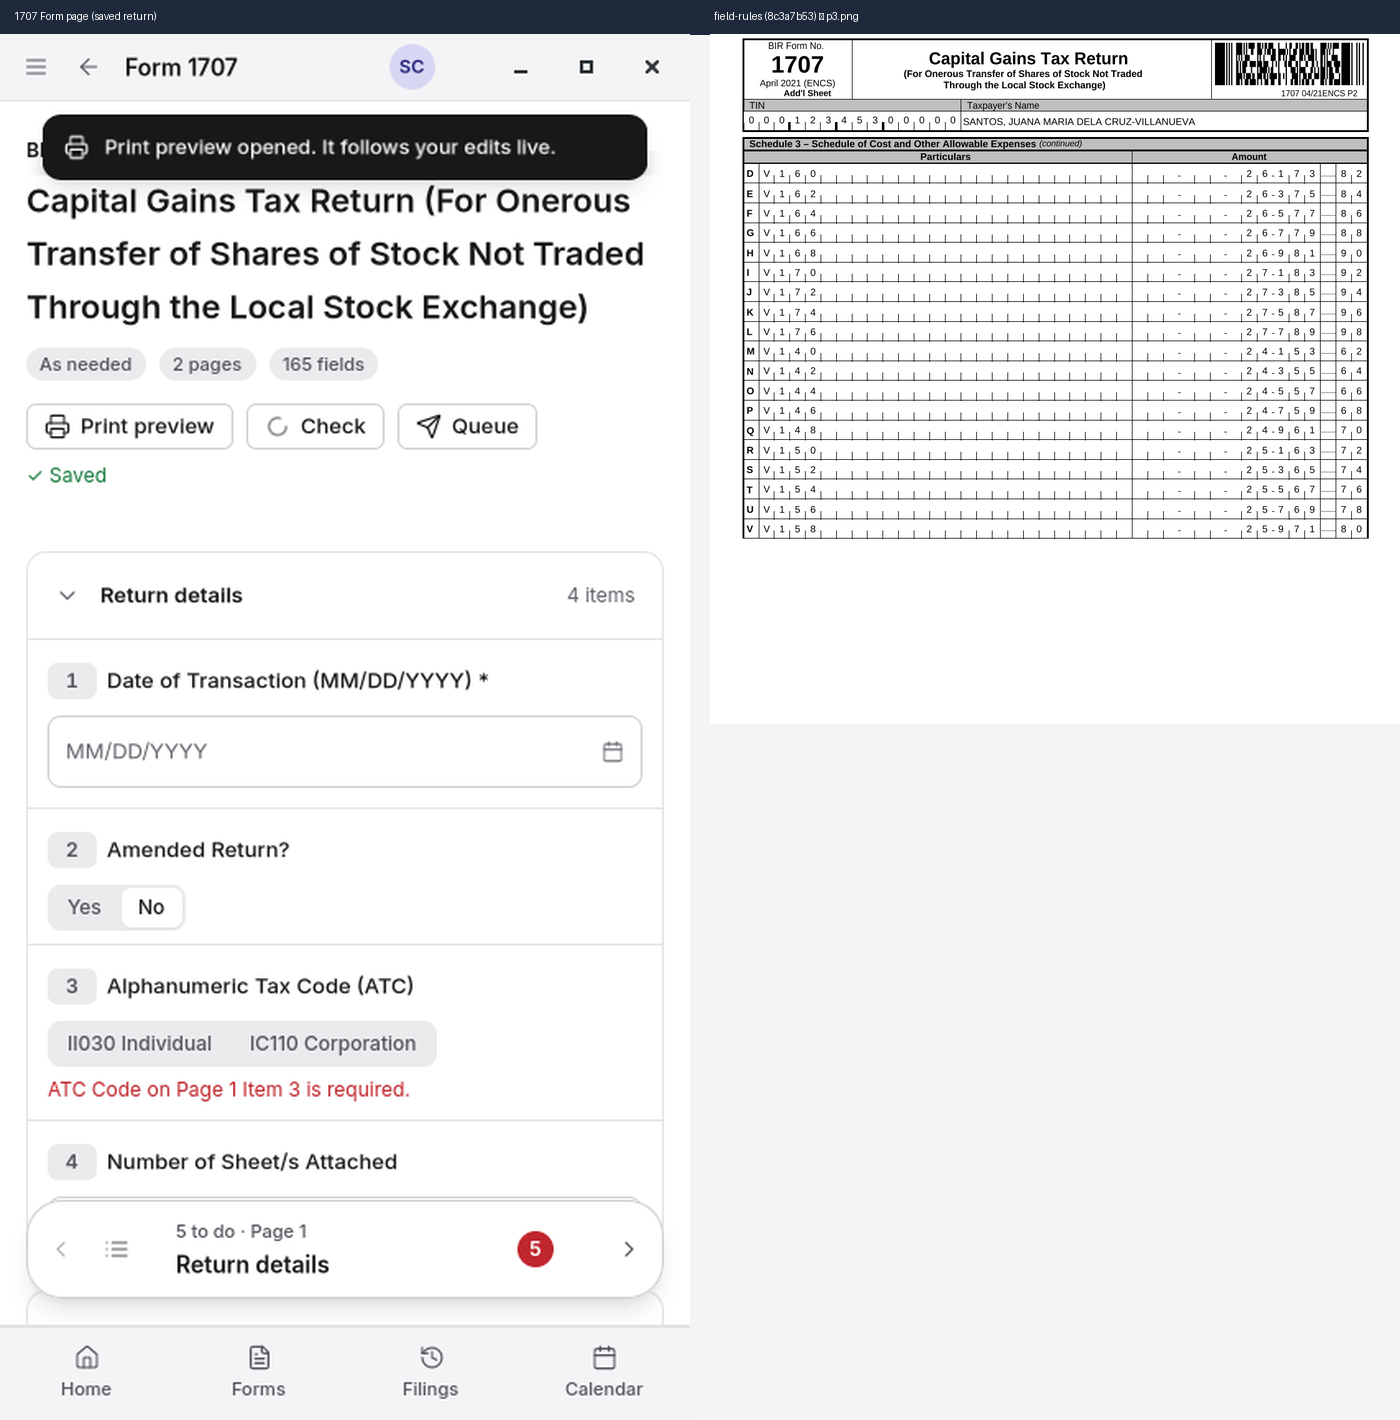 1707 Form page (saved return)
Form 1707
SC
Print preview opened. It follows your edits live.
Capital Gains Tax Return (For Onerous
Transfer of Shares of Stock Not Traded
Through the Local Stock Exchange)
As needed
2 pages
165 fields
Print preview
Check
Queue
Saved
Return details
4 items
1 Date of Transaction (MM/DD/YYYY) *
MM/DD/YYYY
2 Amended Return?
Yes No
3 Alphanumeric Tax Code (ATC)
II030 Individual IC110 Corporation
ATC Code on Page 1 Item 3 is required.
4 Number of Sheet/s Attached
5 to do · Page 1
Return details
5
Home
Forms
Filings
Calendar
field-rules (8c3a7b53) p3.png
BIR Form No.
1707
April 2021 (ENCS)
Add'l Sheet
Capital Gains Tax Return
(For Onerous Transfer of Shares of Stock Not Traded
Through the Local Stock Exchange)
1707 04/21ENCS P2
TIN Taxpayer's Name
0 0 0 1 2 3 4 5 3 0 0 0 0 0 SANTOS, JUANA MARIA DELA CRUZ-VILLANUEVA
Schedule 3 – Schedule of Cost and Other Allowable Expenses (continued)
Particulars Amount
D V 1 6 0 - - 2 6 - 1 7 3 8 2
E V 1 6 2 - - 2 6 - 3 7 5 8 4
F V 1 6 4 - - 2 6 - 5 7 7 8 6
G V 1 6 6 - - 2 6 - 7 7 9 8 8
H V 1 6 8 - - 2 6 - 9 8 1 9 0
I V 1 7 0 - - 2 7 - 1 8 3 9 2
J V 1 7 2 - - 2 7 - 3 8 5 9 4
K V 1 7 4 - - 2 7 - 5 8 7 9 6
L V 1 7 6 - - 2 7 - 7 8 9 9 8
M V 1 4 0 - - 2 4 - 1 5 3 6 2
N V 1 4 2 - - 2 4 - 3 5 5 6 4
O V 1 4 4 - - 2 4 - 5 5 7 6 6
P V 1 4 6 - - 2 4 - 7 5 9 6 8
Q V 1 4 8 - - 2 4 - 9 6 1 7 0
R V 1 5 0 - - 2 5 - 1 6 3 7 2
S V 1 5 2 - - 2 5 - 3 6 5 7 4
T V 1 5 4 - - 2 5 - 5 6 7 7 6
U V 1 5 6 - - 2 5 - 7 6 9 7 8
V V 1 5 8 - - 2 5 - 9 7 1 8 0